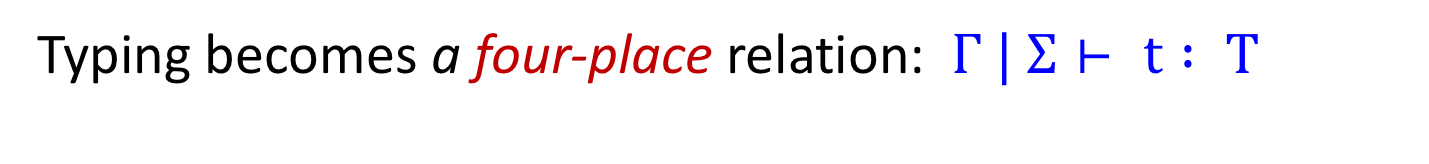 Typing becomes a four-place relation: Γ | Σ ⊢ t : T